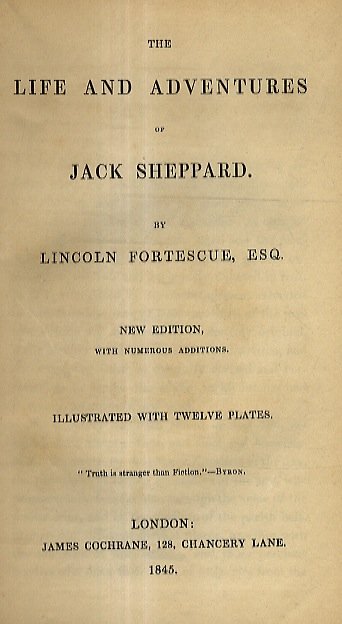 THE
LIFE AND ADVENTURES
OF
JACK SHEPPARD.
BY
LINCOLN FORTESCUE, ESQ.
NEW EDITION,
WITH NUMEROUS ADDITIONS.
ILLUSTRATED WITH TWELVE PLATES.
"Truth is stranger than Fiction."—BYRON.
LONDON:
JAMES COCHRANE, 128, CHANCERY LANE.
1845.